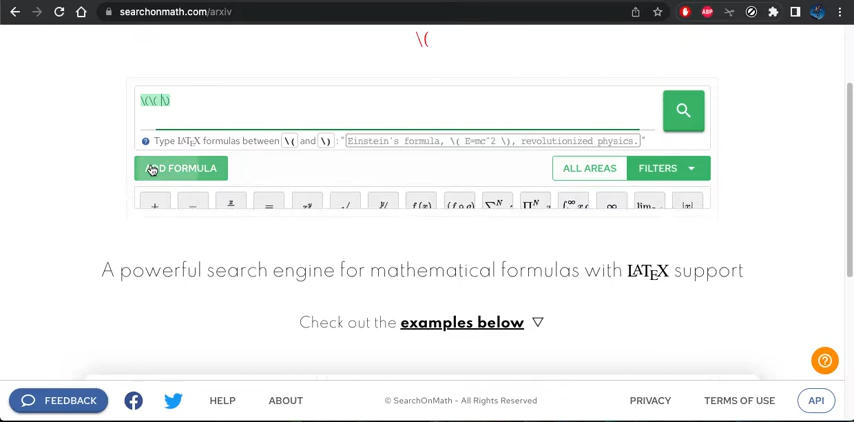 searchonmath.com/arxiv
ABP
\(
\(\( \)
Type LATEX formulas between \( and \) : "Einstein's formula, \( E=mc^2 \), revolutionized physics."
ADD FORMULA
ALL AREAS
FILTERS
A powerful search engine for mathematical formulas with LATEX support
Check out the examples below ▽
FEEDBACK
HELP
ABOUT
© SearchOnMath - All Rights Reserved
PRIVACY
TERMS OF USE
API